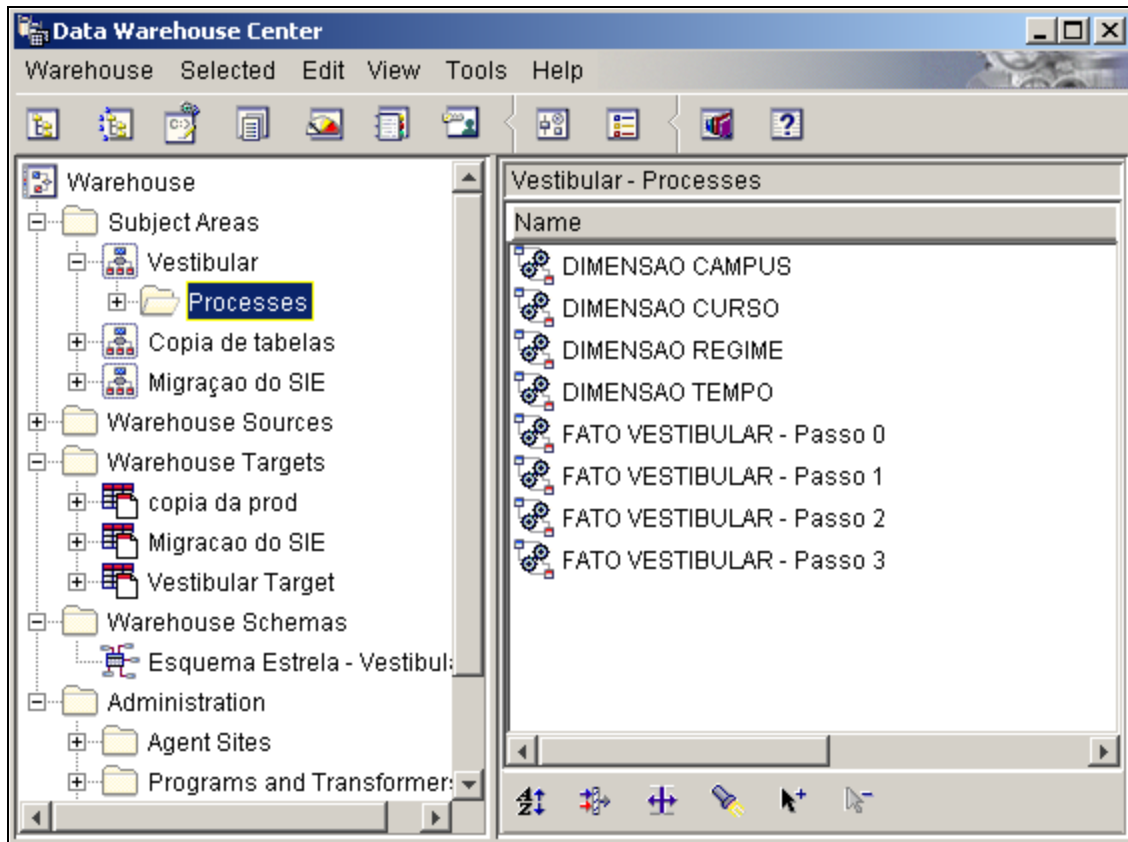 Data Warehouse Center
Warehouse Selected Edit View Tools Help
Warehouse
Subject Areas
Vestibular
Processes
Copia de tabelas
Migraçao do SIE
Warehouse Sources
Warehouse Targets
copia da prod
Migracao do SIE
Vestibular Target
Warehouse Schemas
Esquema Estrela - Vestibul
Administration
Agent Sites
Programs and Transformer
Vestibular - Processes
Name
DIMENSAO CAMPUS
DIMENSAO CURSO
DIMENSAO REGIME
DIMENSAO TEMPO
FATO VESTIBULAR - Passo 0
FATO VESTIBULAR - Passo 1
FATO VESTIBULAR - Passo 2
FATO VESTIBULAR - Passo 3